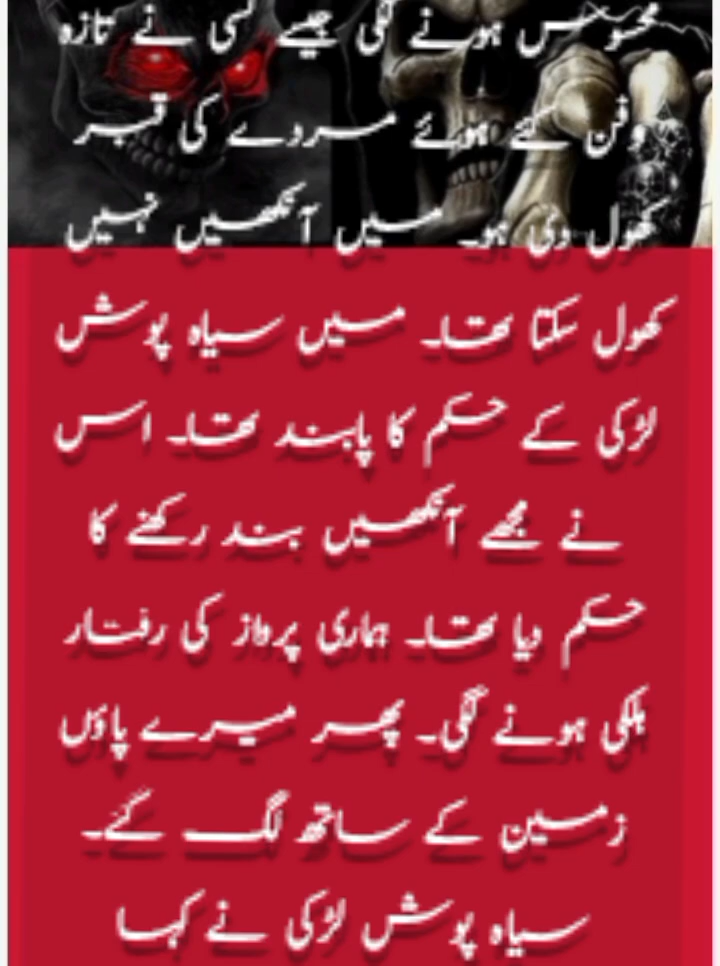 محسوس ہونے لگی جیسے کسی نے تازہ
دفن کئے ہوئے مردے کی قبر
کھول دی ہو۔ میں آنکھیں نہیں
کھول سکتا تھا۔ میں سیاہ پوش
لڑکی کے حکم کا پابند تھا۔ اس
نے مجھے آنکھیں بند رکھنے کا
حکم دیا تھا۔ ہماری پرواز کی رفتار
ہلکی ہونے لگی۔ پھر میرے پاؤں
زمین کے ساتھ لگ گئے۔
سیاہ پوش لڑکی نے کہا